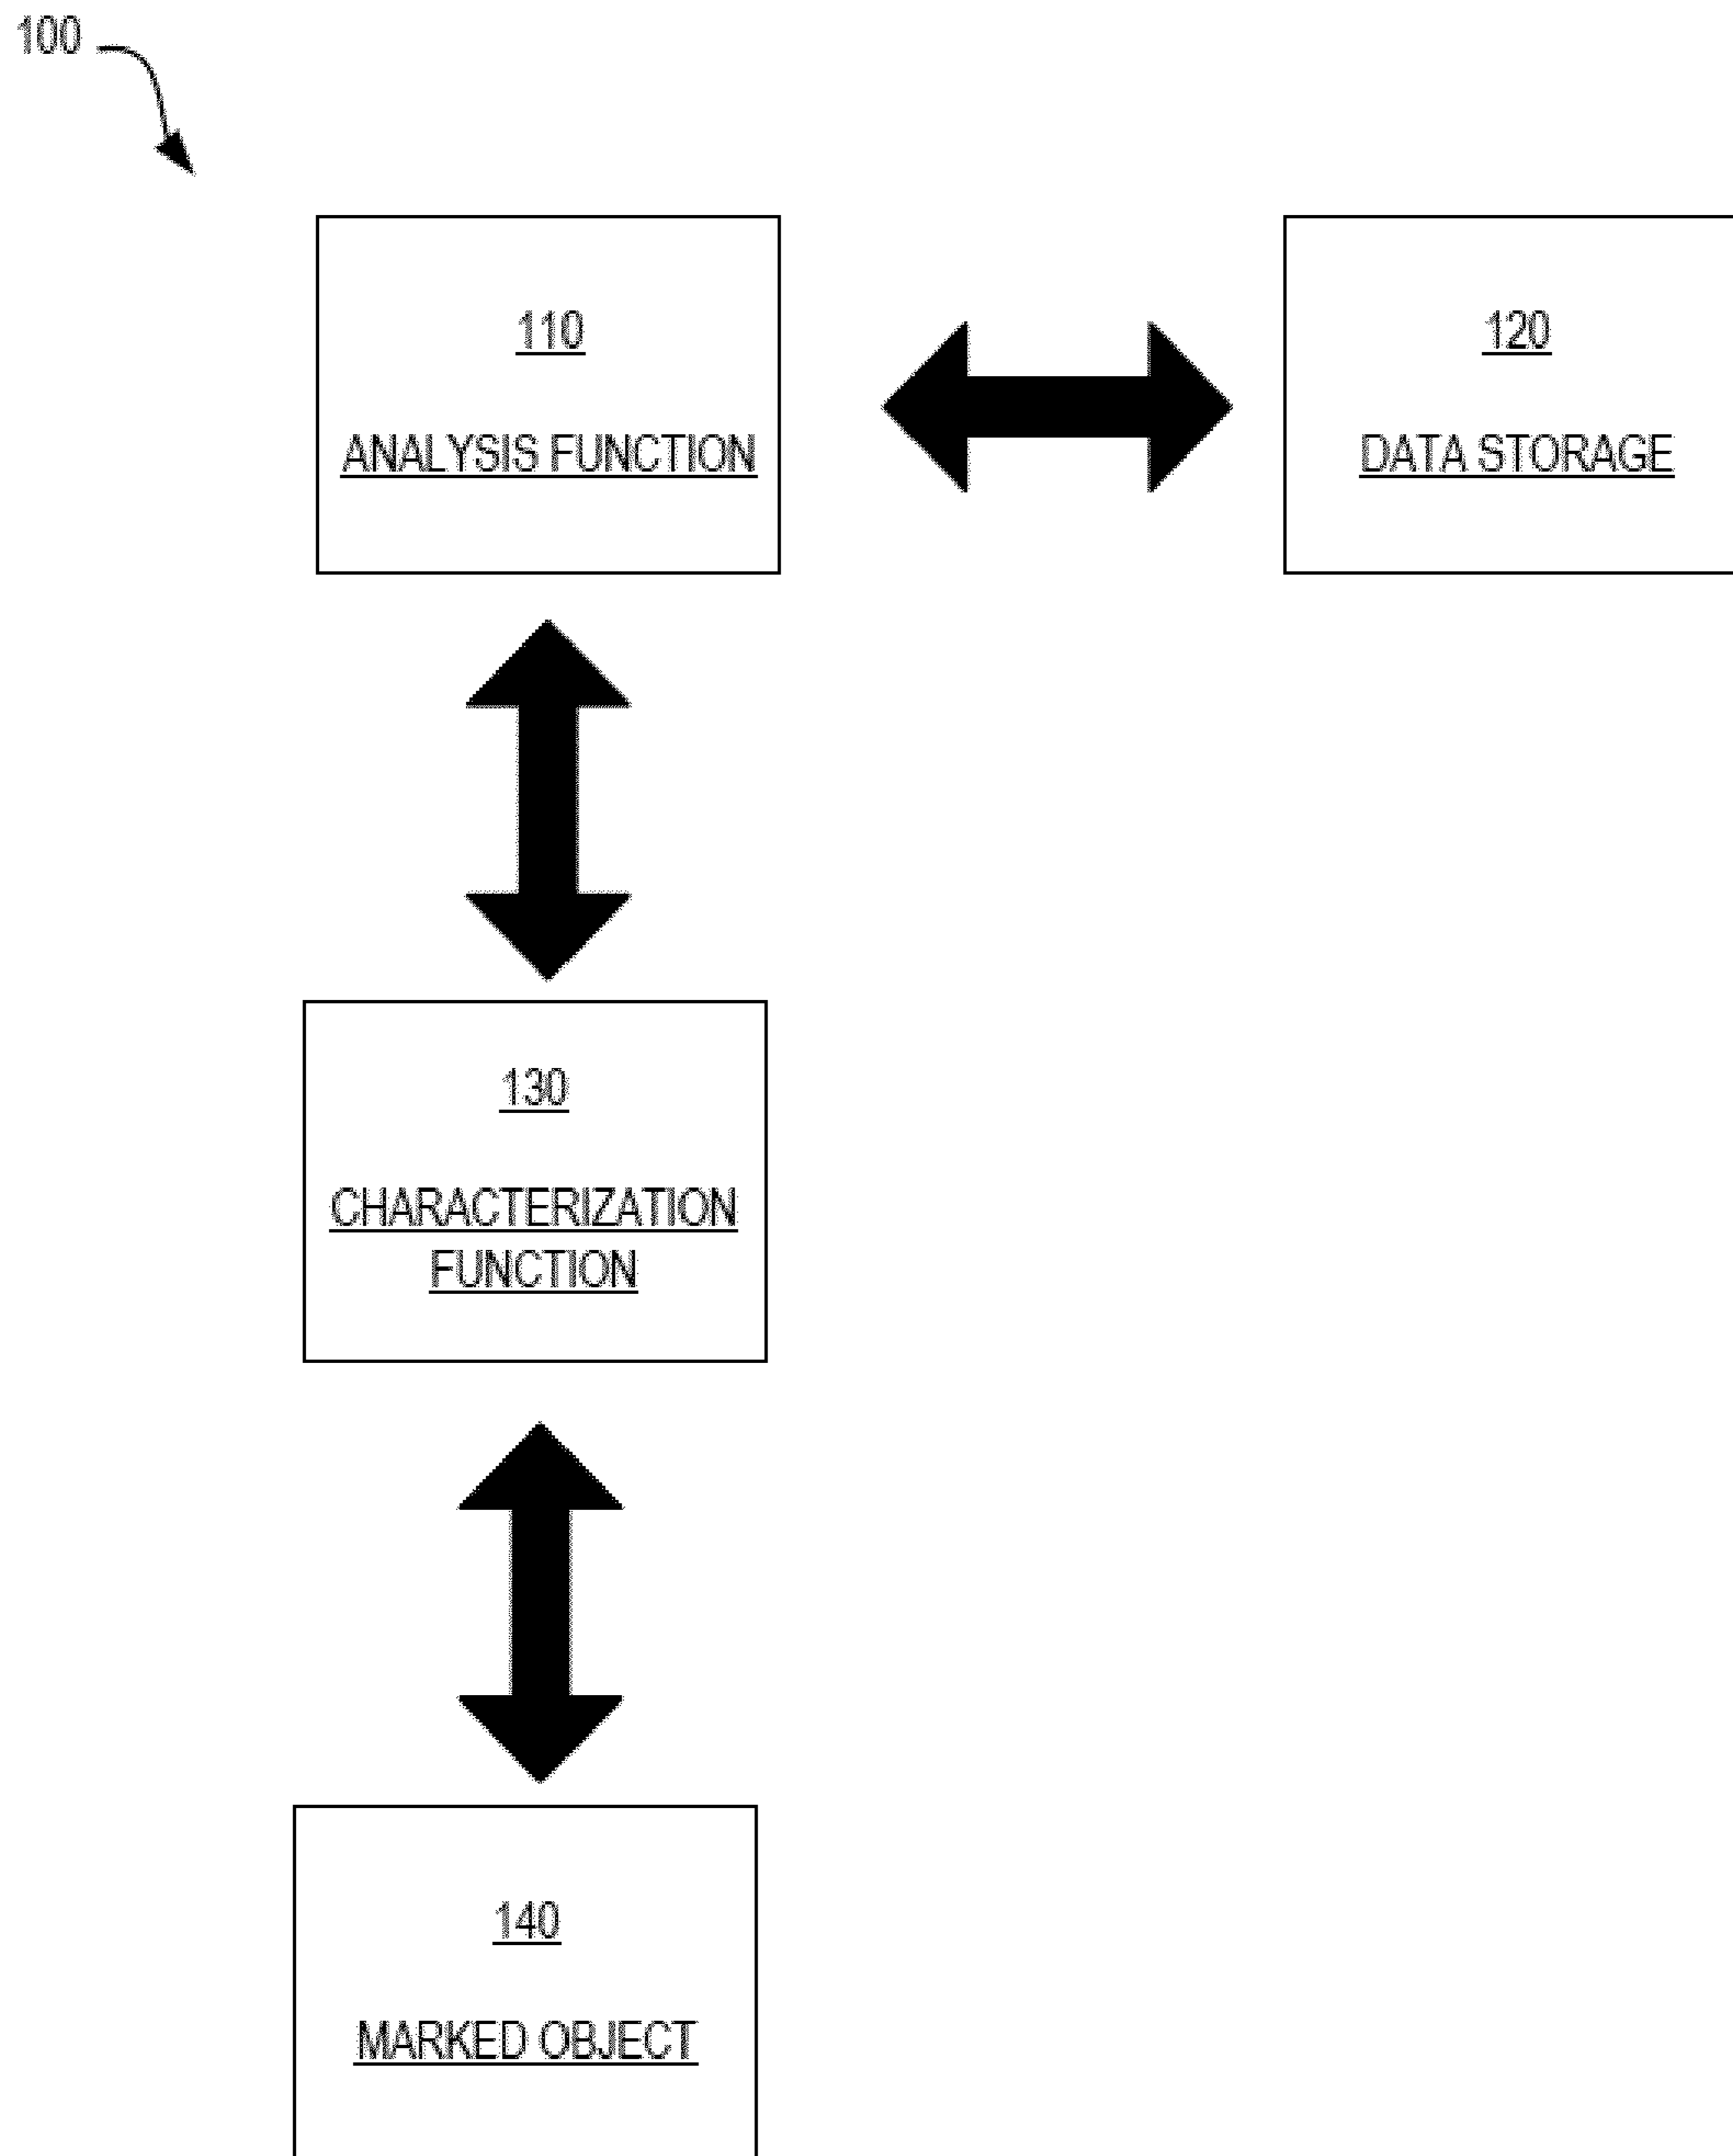 100
110
ANALYSIS FUNCTION
120
DATA STORAGE
130
CHARACTERIZATION
FUNCTION
140
MARKED OBJECT